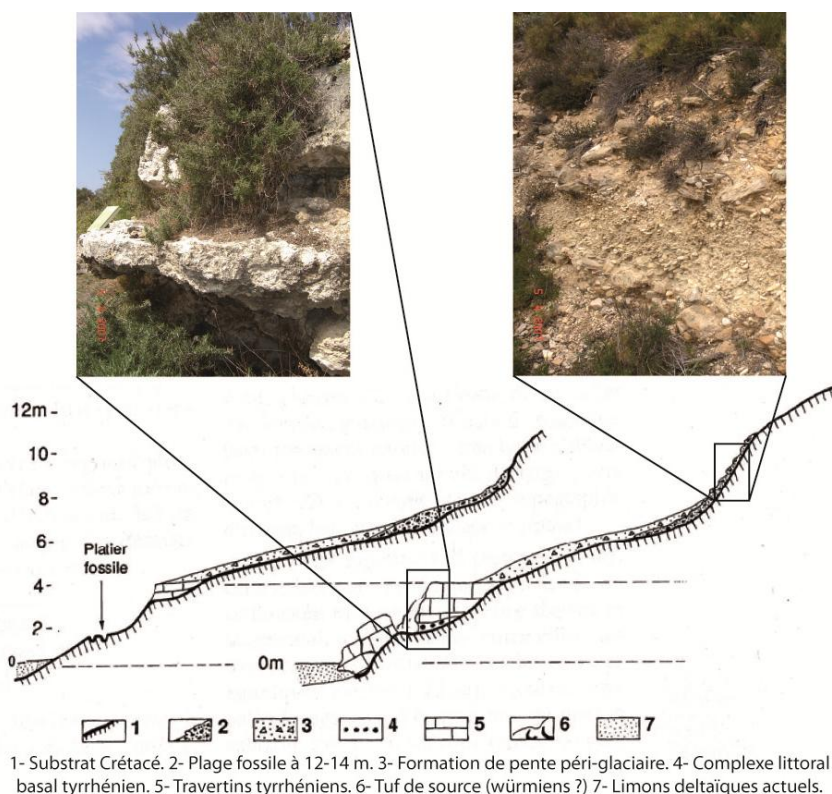 12m -
10 -
8 -
6 -
4 -
2 -
0
Platier
fossile
0m
1 2 3 4 5 6 7
1- Substrat Crétacé. 2- Plage fossile à 12-14 m. 3- Formation de pente péri-glaciaire. 4- Complexe littoral
basal tyrrhénien. 5- Travertins tyrrhéniens. 6- Tuf de source (würmiens ?) 7- Limons deltaïques actuels.